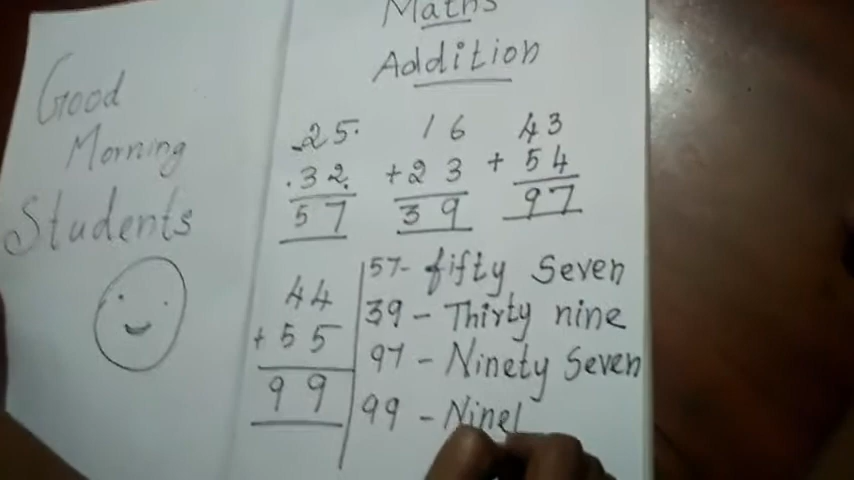 Good
Morning
Students
Maths
Addition
25
32
57
16
+23
39
43
+ 54
97
44
+ 55
99
57- fifty Seven
39 - Thirty nine
97 - Ninety Seven
99 - Ninet